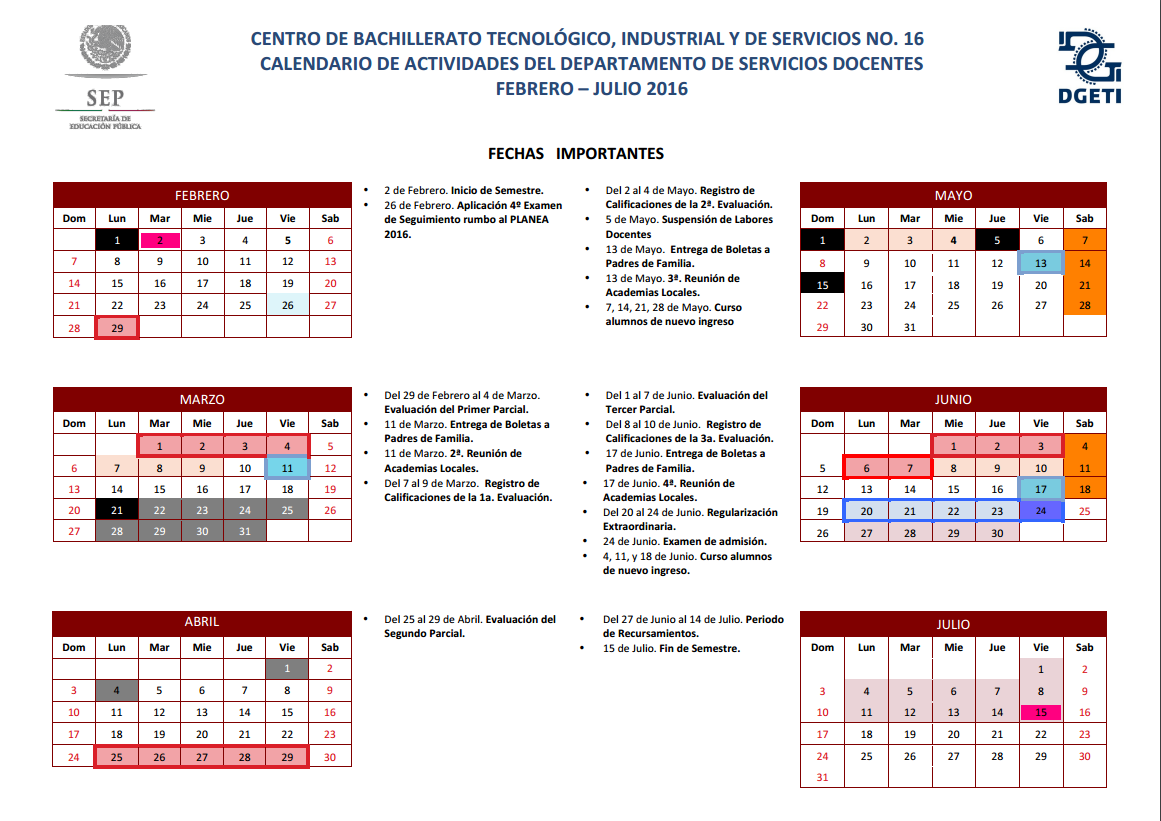 CENTRO DE BACHILLERATO TECNOLÓGICO, INDUSTRIAL Y DE SERVICIOS NO. 16
CALENDARIO DE ACTIVIDADES DEL DEPARTAMENTO DE SERVICIOS DOCENTES
FEBRERO – JULIO 2016
SEP
SECRETARÍA DE
EDUCACIÓN PÚBLICA
DGETI
FECHAS IMPORTANTES
FEBRERO
Dom Lun Mar Mie Jue Vie Sab
1 2 3 4 5 6
7 8 9 10 11 12 13
14 15 16 17 18 19 20
21 22 23 24 25 26 27
28 29
• 2 de Febrero. Inicio de Semestre.
• 26 de Febrero. Aplicación 4º Examen
de Seguimiento rumbo al PLANEA
2016.
• Del 2 al 4 de Mayo. Registro de
Calificaciones de la 2ª. Evaluación.
• 5 de Mayo. Suspensión de Labores
Docentes
• 13 de Mayo. Entrega de Boletas a
Padres de Familia.
• 13 de Mayo. 3ª. Reunión de
Academias Locales.
• 7, 14, 21, 28 de Mayo. Curso
alumnos de nuevo ingreso
MAYO
Dom Lun Mar Mie Jue Vie Sab
1 2 3 4 5 6 7
8 9 10 11 12 13 14
15 16 17 18 19 20 21
22 23 24 25 26 27 28
29 30 31
MARZO
Dom Lun Mar Mie Jue Vie Sab
1 2 3 4 5
6 7 8 9 10 11 12
13 14 15 16 17 18 19
20 21 22 23 24 25 26
27 28 29 30 31
• Del 29 de Febrero al 4 de Marzo.
Evaluación del Primer Parcial.
• 11 de Marzo. Entrega de Boletas a
Padres de Familia.
• 11 de Marzo. 2ª. Reunión de
Academias Locales.
• Del 7 al 9 de Marzo. Registro de
Calificaciones de la 1a. Evaluación.
• Del 1 al 7 de Junio. Evaluación del
Tercer Parcial.
• Del 8 al 10 de Junio. Registro de
Calificaciones de la 3a. Evaluación.
• 17 de Junio. Entrega de Boletas a
Padres de Familia.
• 17 de Junio. 4ª. Reunión de
Academias Locales.
• Del 20 al 24 de Junio. Regularización
Extraordinaria.
• 24 de Junio. Examen de admisión.
• 4, 11, y 18 de Junio. Curso alumnos
de nuevo ingreso.
JUNIO
Dom Lun Mar Mie Jue Vie Sab
1 2 3 4
5 6 7 8 9 10 11
12 13 14 15 16 17 18
19 20 21 22 23 24 25
26 27 28 29 30
ABRIL
Dom Lun Mar Mie Jue Vie Sab
1 2
3 4 5 6 7 8 9
10 11 12 13 14 15 16
17 18 19 20 21 22 23
24 25 26 27 28 29 30
• Del 25 al 29 de Abril. Evaluación del
Segundo Parcial.
• Del 27 de Junio al 14 de Julio. Periodo
de Recursamientos.
• 15 de Julio. Fin de Semestre.
JULIO
Dom Lun Mar Mie Jue Vie Sab
1 2
3 4 5 6 7 8 9
10 11 12 13 14 15 16
17 18 19 20 21 22 23
24 25 26 27 28 29 30
31